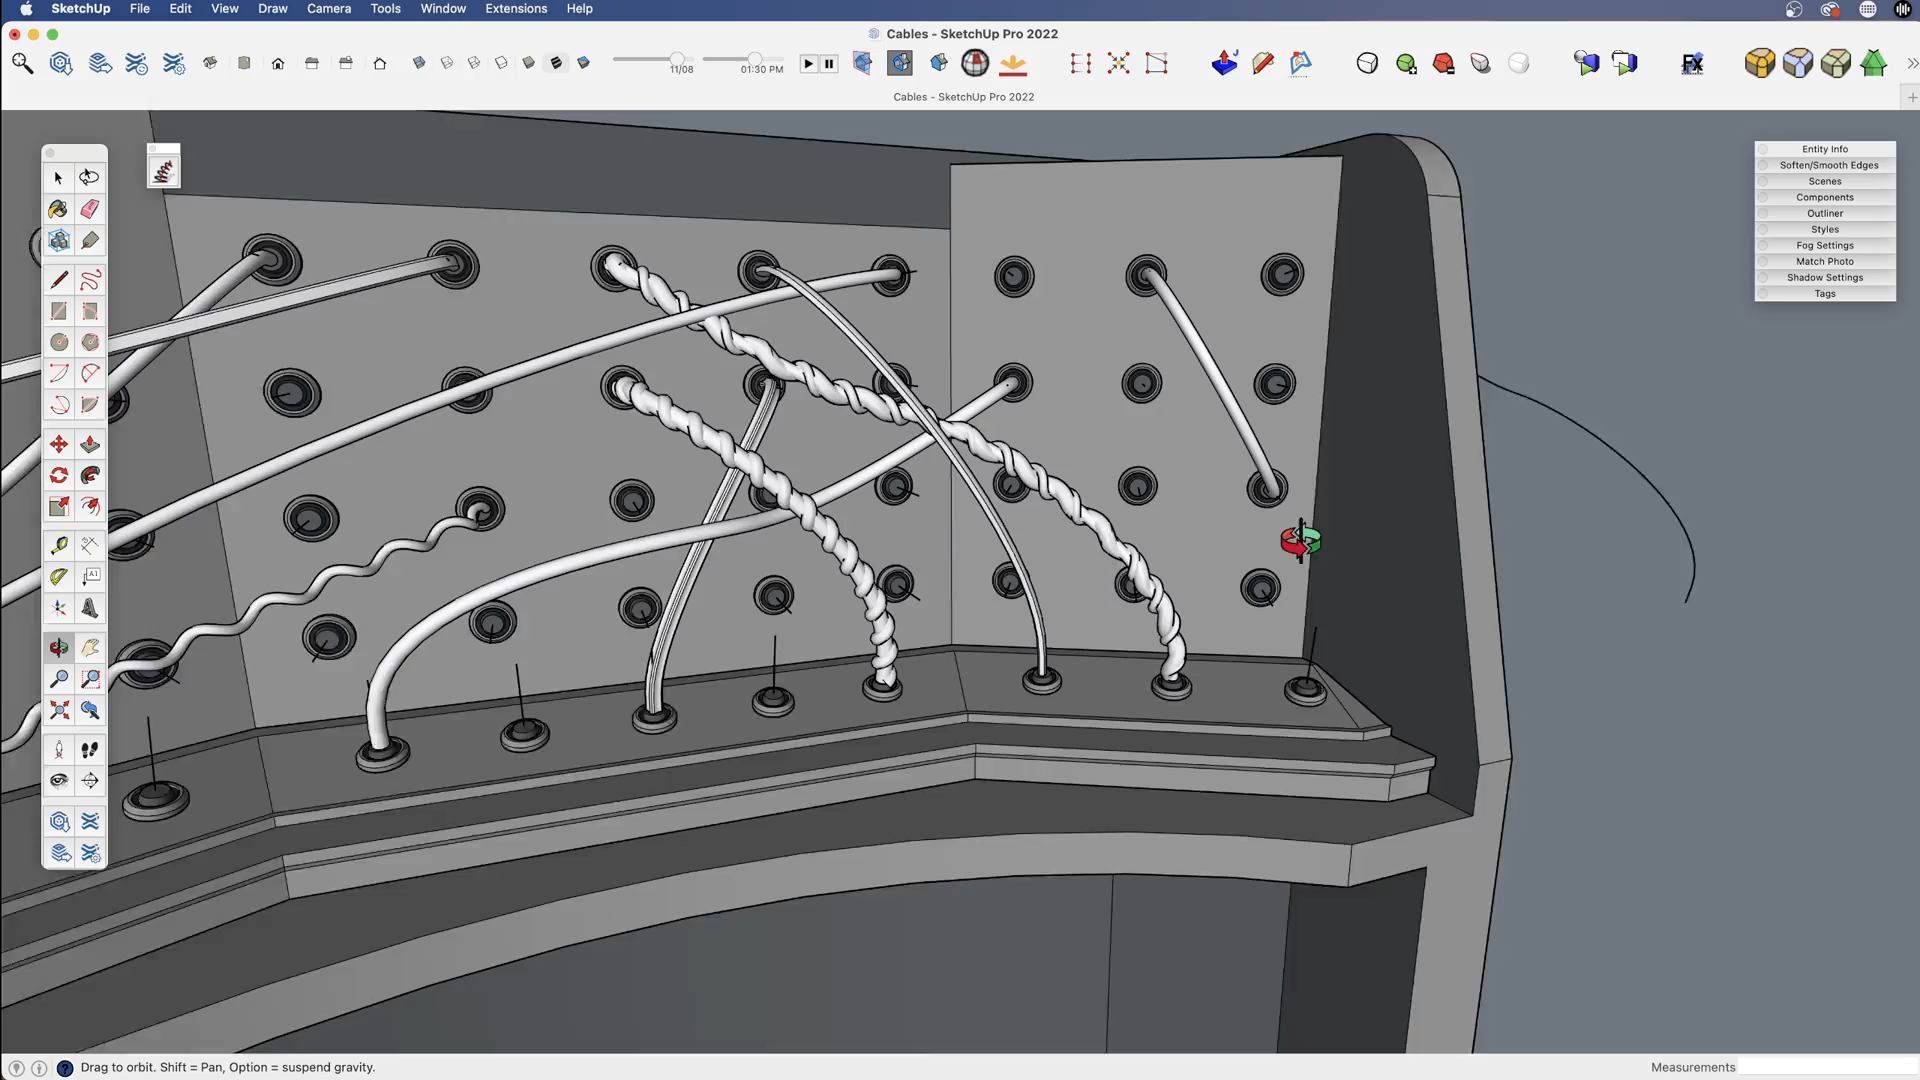 SketchUp File Edit View Draw Camera Tools Window Extensions Help
Cables - SketchUp Pro 2022
11/08 01:30 PM
Cables - SketchUp Pro 2022
Entity Info
Soften/Smooth Edges
Scenes
Components
Outliner
Styles
Fog Settings
Match Photo
Shadow Settings
Tags
Drag to orbit. Shift = Pan, Option = suspend gravity.
Measurements